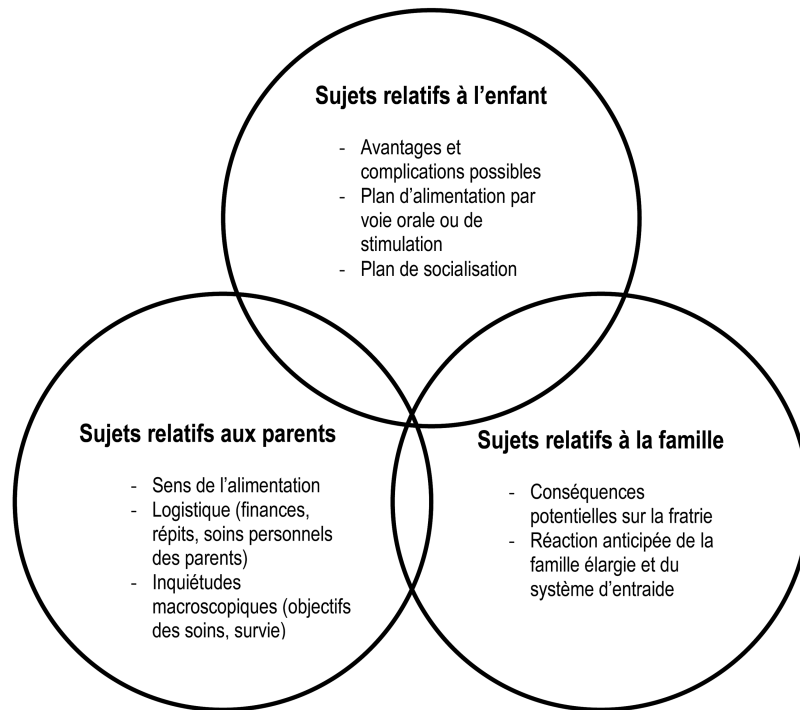 Sujets relatifs à l’enfant
- Avantages et
complications possibles
- Plan d’alimentation par
voie orale ou de
stimulation
- Plan de socialisation
Sujets relatifs aux parents
- Sens de l’alimentation
- Logistique (finances,
répits, soins personnels
des parents)
- Inquiétudes
macroscopiques (objectifs
des soins, survie)
Sujets relatifs à la famille
- Conséquences
potentielles sur la fratrie
- Réaction anticipée de la
famille élargie et du
système d’entraide